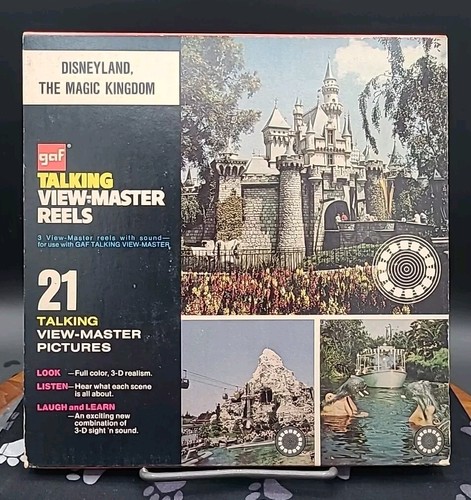 DISNEYLAND,
THE MAGIC KINGDOM
gaf
TALKING
VIEW-MASTER
REELS
3 View-Master reels with sound—
for use with GAF TALKING VIEW-MASTER
21
TALKING
VIEW-MASTER
PICTURES
LOOK —Full color, 3-D realism.
LISTEN—Hear what each scene
is all about.
LAUGH and LEARN
—An exciting new
combination of
3-D sight 'n sound.